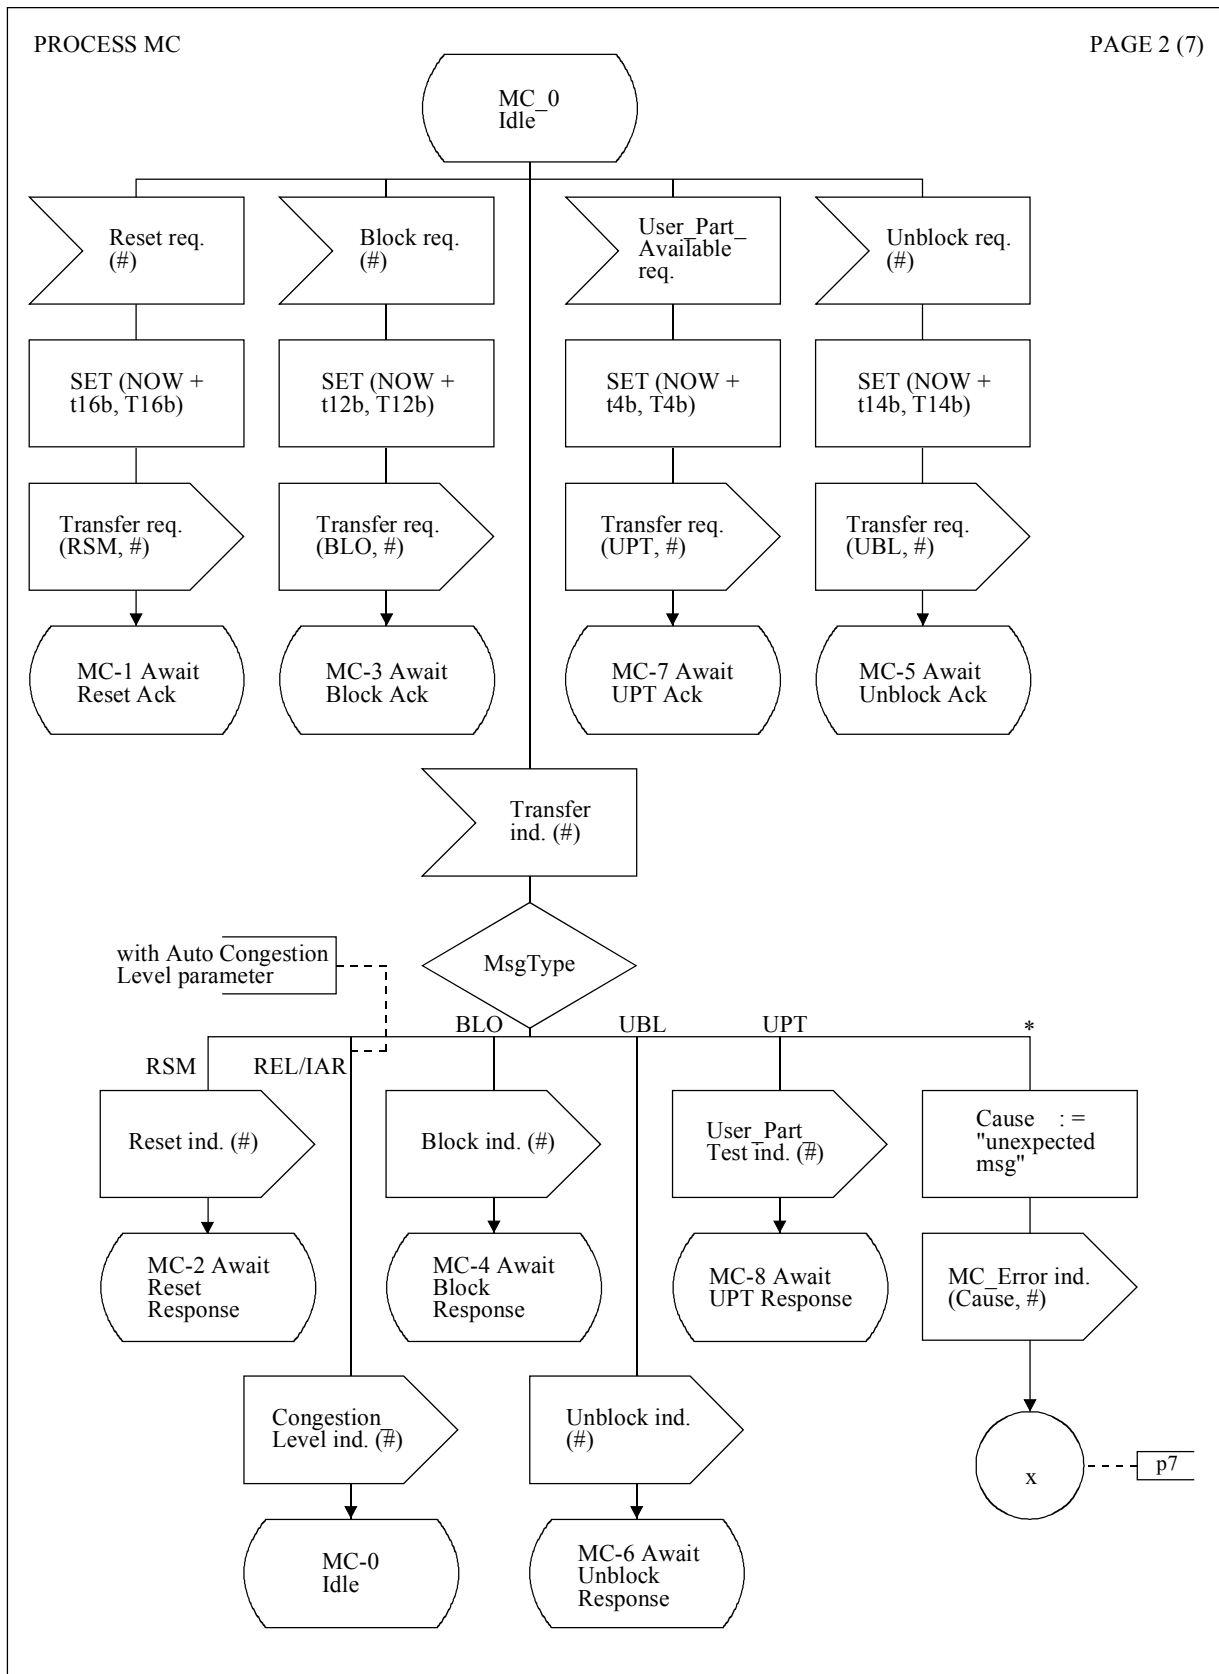 PROCESS MC
PAGE 2 (7)
MC_0
Idle
Reset req.
(#)
Block req.
(#)
User_Part_
Available
req.
Unblock req.
(#)
SET (NOW +
t16b, T16b)
SET (NOW +
t12b, T12b)
SET (NOW +
t4b, T4b)
SET (NOW +
t14b, T14b)
Transfer req.
(RSM, #)
Transfer req.
(BLO, #)
Transfer req.
(UPT, #)
Transfer req.
(UBL, #)
MC-1 Await
Reset Ack
MC-3 Await
Block Ack
MC-7 Await
UPT Ack
MC-5 Await
Unblock Ack
Transfer
ind. (#)
with Auto Congestion
Level parameter
MsgType
BLO
UBL
UPT
*
RSM
REL/IAR
Reset ind. (#)
Block ind. (#)
User_Part_
Test ind. (#)
Cause : =
"unexpected
msg"
MC-2 Await
Reset
Response
MC-4 Await
Block
Response
MC-8 Await
UPT Response
MC_Error ind.
(Cause, #)
Congestion_
Level ind. (#)
Unblock ind.
(#)
x
p7
MC-0
Idle
MC-6 Await
Unblock
Response